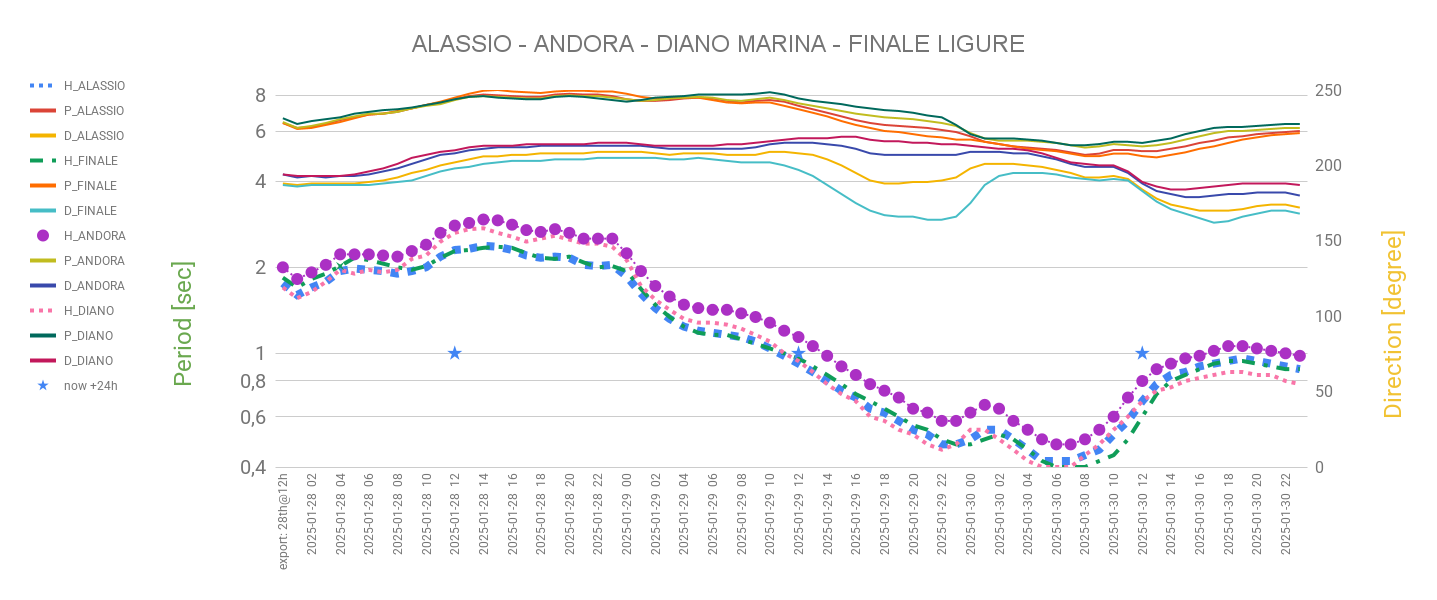 ALASSIO - ANDORA - DIANO MARINA - FINALE LIGURE
H_ALASSIO
P_ALASSIO
D_ALASSIO
H_FINALE
P_FINALE
D_FINALE
H_ANDORA
P_ANDORA
D_ANDORA
H_DIANO
P_DIANO
D_DIANO
now +24h
Period [sec]
8
6
4
2
1
0,8
0,6
0,4
250
200
150
100
50
0
Direction [degree]
export: 28th@12h
2025-01-28 02
2025-01-28 04
2025-01-28 06
2025-01-28 08
2025-01-28 10
2025-01-28 12
2025-01-28 14
2025-01-28 16
2025-01-28 18
2025-01-28 20
2025-01-28 22
2025-01-29 00
2025-01-29 02
2025-01-29 04
2025-01-29 06
2025-01-29 08
2025-01-29 10
2025-01-29 12
2025-01-29 14
2025-01-29 16
2025-01-29 18
2025-01-29 20
2025-01-29 22
2025-01-30 00
2025-01-30 02
2025-01-30 04
2025-01-30 06
2025-01-30 08
2025-01-30 10
2025-01-30 12
2025-01-30 14
2025-01-30 16
2025-01-30 18
2025-01-30 20
2025-01-30 22